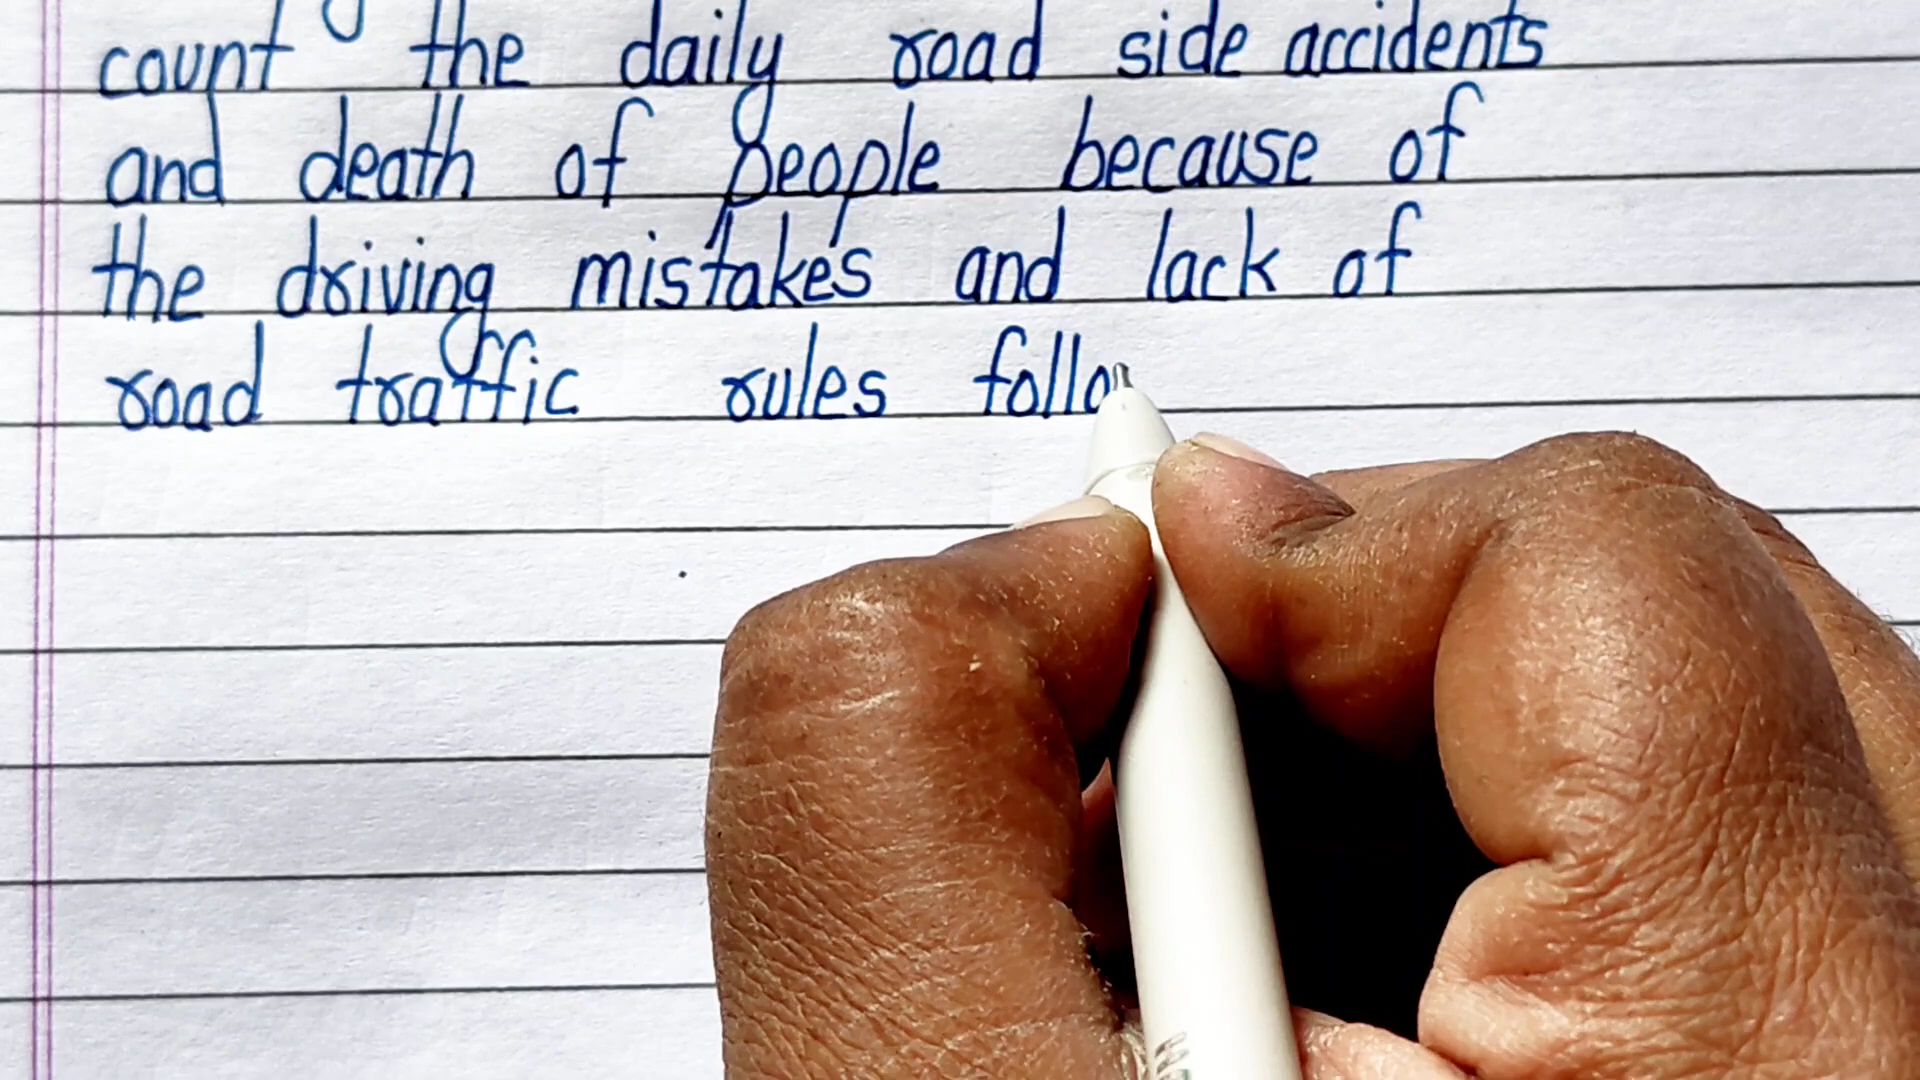 count the daily road side accidents
and death of people because of
the driving mistakes and lack of
road traffic rules follo